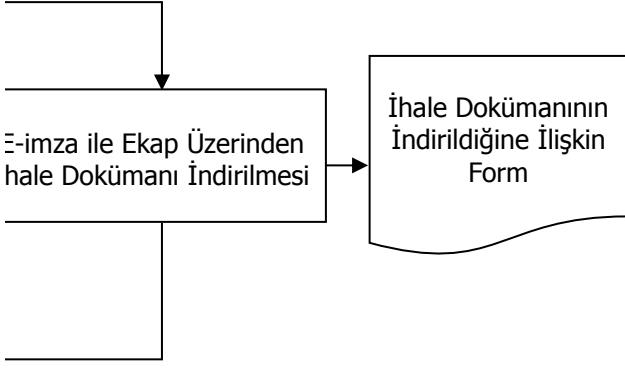 E-imza ile Ekap Üzerinden
hale Dokümanı İndirilmesi
İhale Dokümanının
İndirildiğine İlişkin
Form